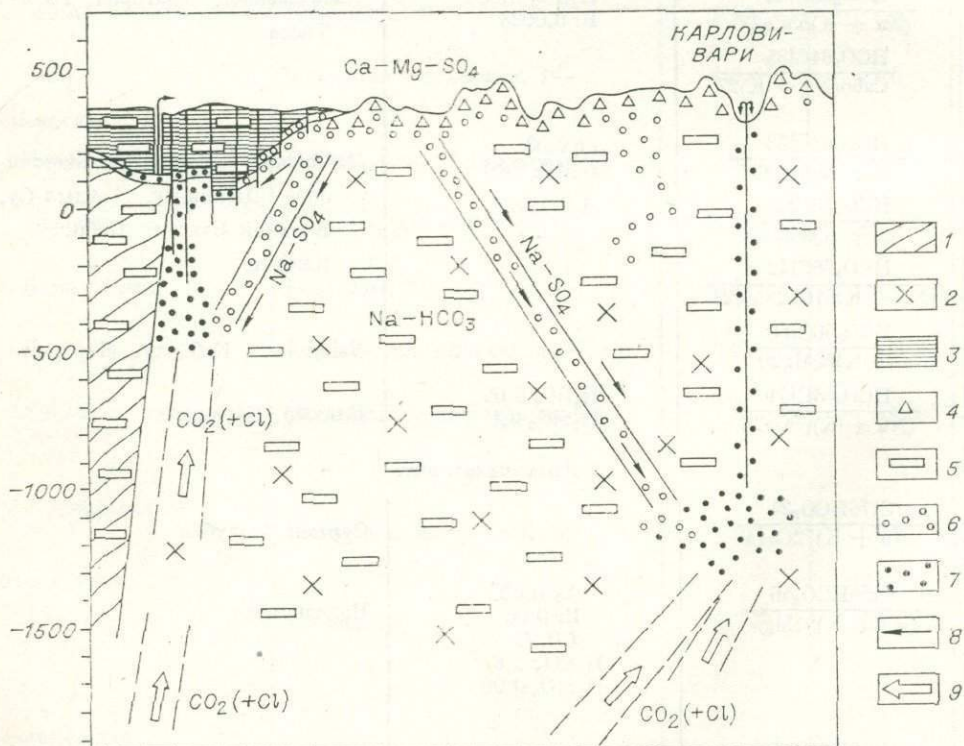 КАРЛОВИ-
ВАРИ
Ca-Mg-SO₄
500
0
-500
-1000
-1500
Na-SO₄
Na-SO₄
Na-HCO₃
CO₂(+Cl)
CO₂(+Cl)
CO₂(+Cl)
1
2
3
4
5
6
7
8
9